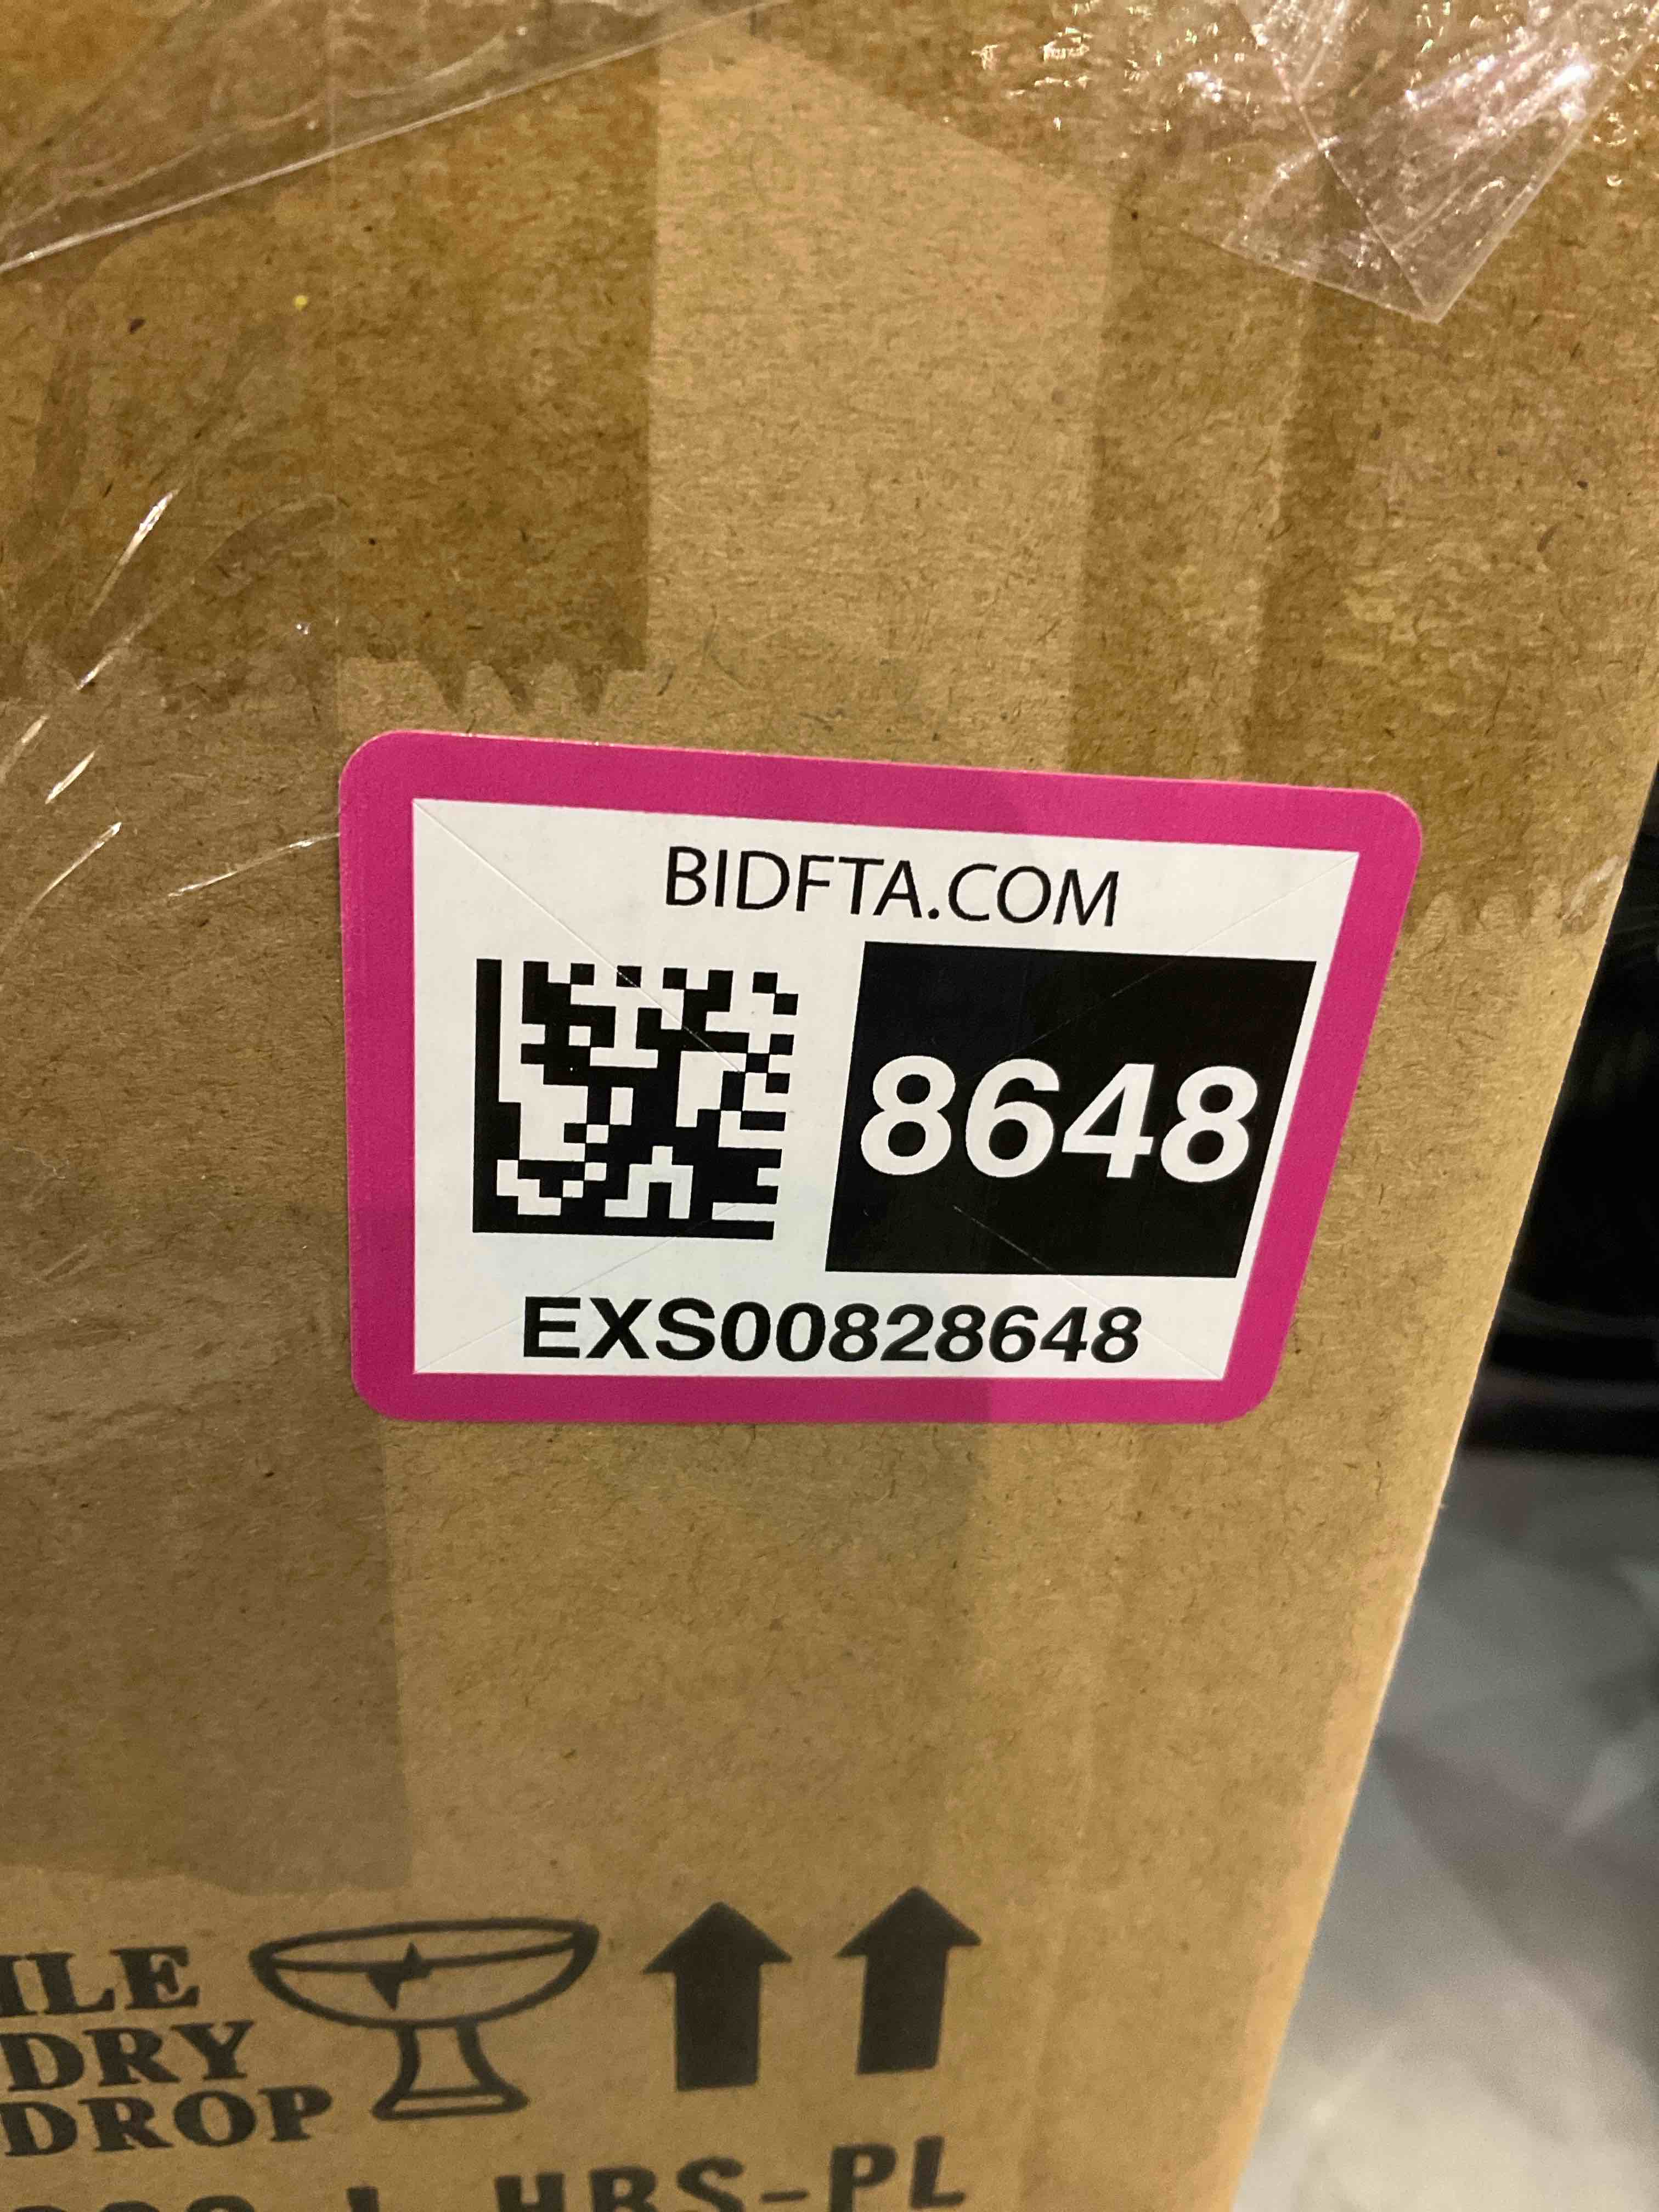 BIDFTA.COM
8648
EXS00828648
ILE
DRY
DROP
HBS-PL